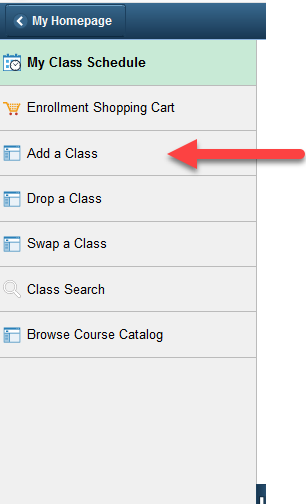 My Homepage
My Class Schedule
Enrollment Shopping Cart
Add a Class
Drop a Class
Swap a Class
Class Search
Browse Course Catalog